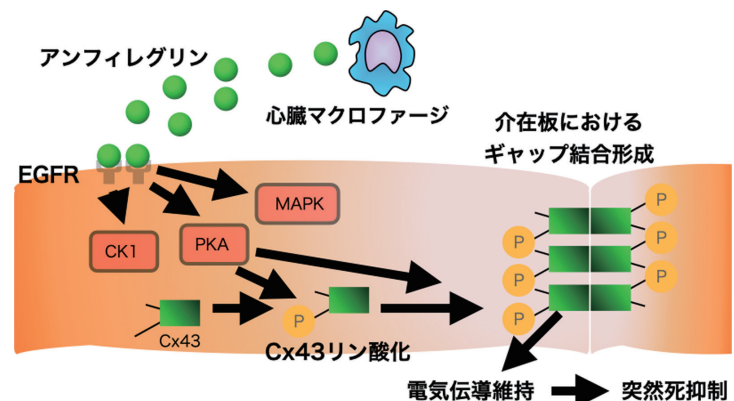 アンフィレグリン
心臓マクロファージ
介在板における
ギャップ結合形成
EGFR
MAPK
CK1
PKA
P
P
P
P
P
P
P
Cx43
Cx43リン酸化
電気伝導維持
突然死抑制